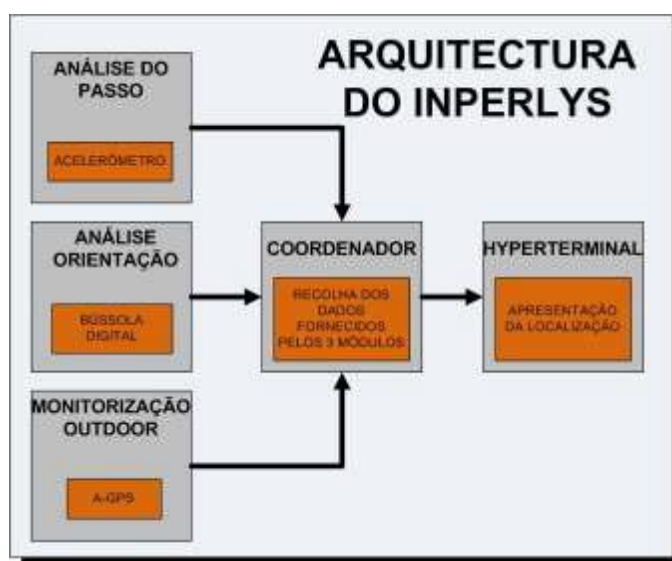 ARQUITECTURA
DO INPERLYS
ANÁLISE DO
PASSO
ACELERÓMETRO
ANÁLISE
ORIENTAÇÃO
BÚSSOLA
DIGITAL
MONITORIZAÇÃO
OUTDOOR
A-GPS
COORDENADOR
RECOLHA DOS
DADOS
FORNECIDOS
PELOS 3 MÓDULOS
HYPERTERMINAL
APRESENTAÇÃO
DA LOCALIZAÇÃO